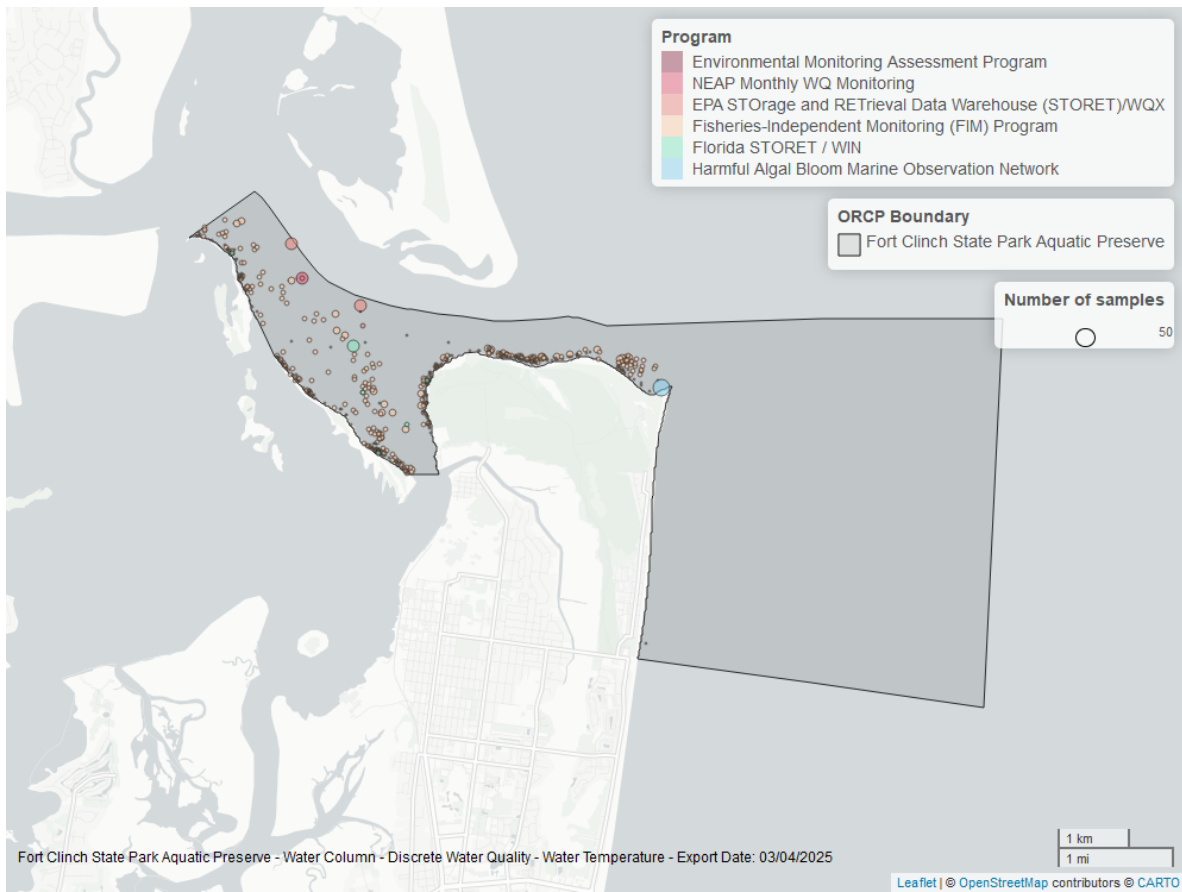 Program
Environmental Monitoring Assessment Program
NEAP Monthly WQ Monitoring
EPA STOrage and RETrieval Data Warehouse (STORET)/WQX
Fisheries-Independent Monitoring (FIM) Program
Florida STORET / WIN
Harmful Algal Bloom Marine Observation Network
ORCP Boundary
Fort Clinch State Park Aquatic Preserve
Number of samples
50
1 km
1 mi
Fort Clinch State Park Aquatic Preserve - Water Column - Discrete Water Quality - Water Temperature - Export Date: 03/04/2025
Leaflet | © OpenStreetMap contributors © CARTO